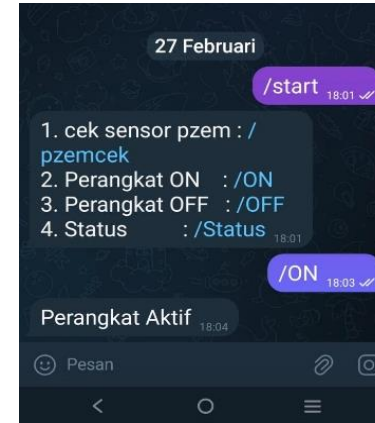 27 Februari
/start 18:01
1. cek sensor pzem : /
pzemcek
2. Perangkat ON : /ON
3. Perangkat OFF : /OFF
4. Status : /Status 18:01
/ON 18:03
Perangkat Aktif 18:04
Pesan